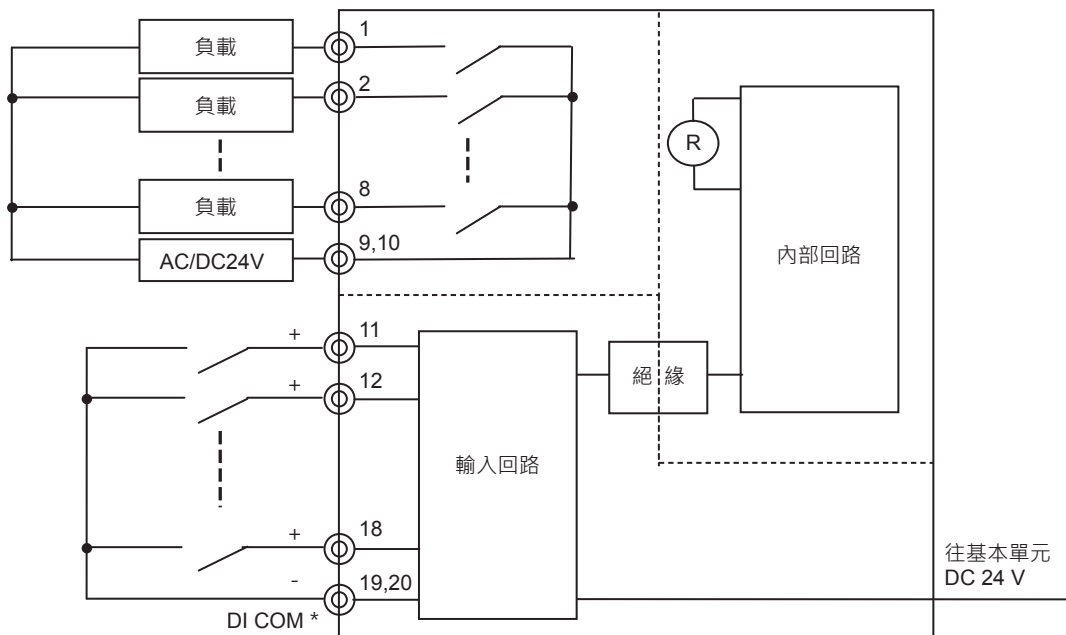 負載
1
負載
2
負載
8
AC/DC24V
9,10
R
內部回路
+
11
+
12
絕緣
輸入回路
+
18
-
19,20
DI COM *
往基本單元
DC 24 V